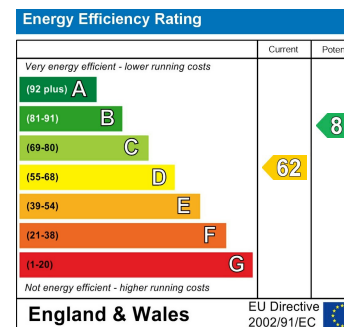 Energy Efficiency Rating
Current
Very energy efficient - lower running costs
(92 plus) A
(81-91) B
(69-80) C
(55-68) D
(39-54) E
(21-38) F
(1-20) G
62
Not energy efficient - higher running costs
England & Wales
EU Directive
2002/91/EC